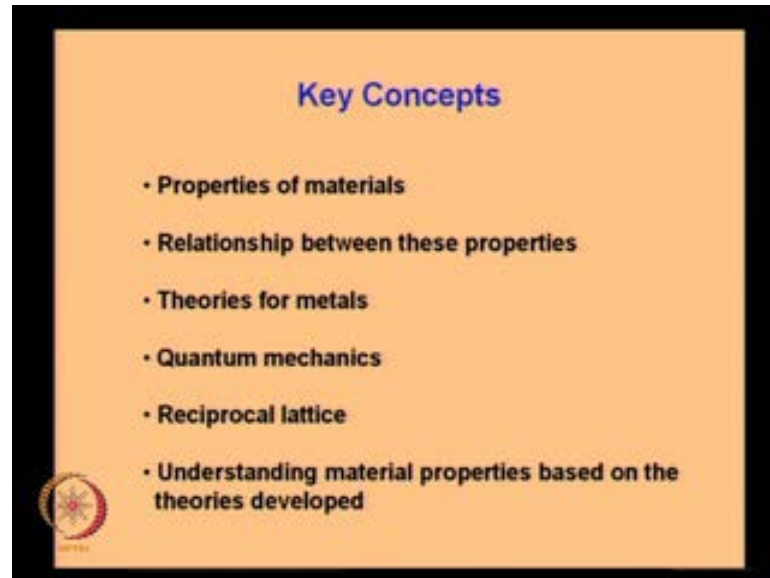 Key Concepts
• Properties of materials
• Relationship between these properties
• Theories for metals
• Quantum mechanics
• Reciprocal lattice
• Understanding material properties based on the
theories developed